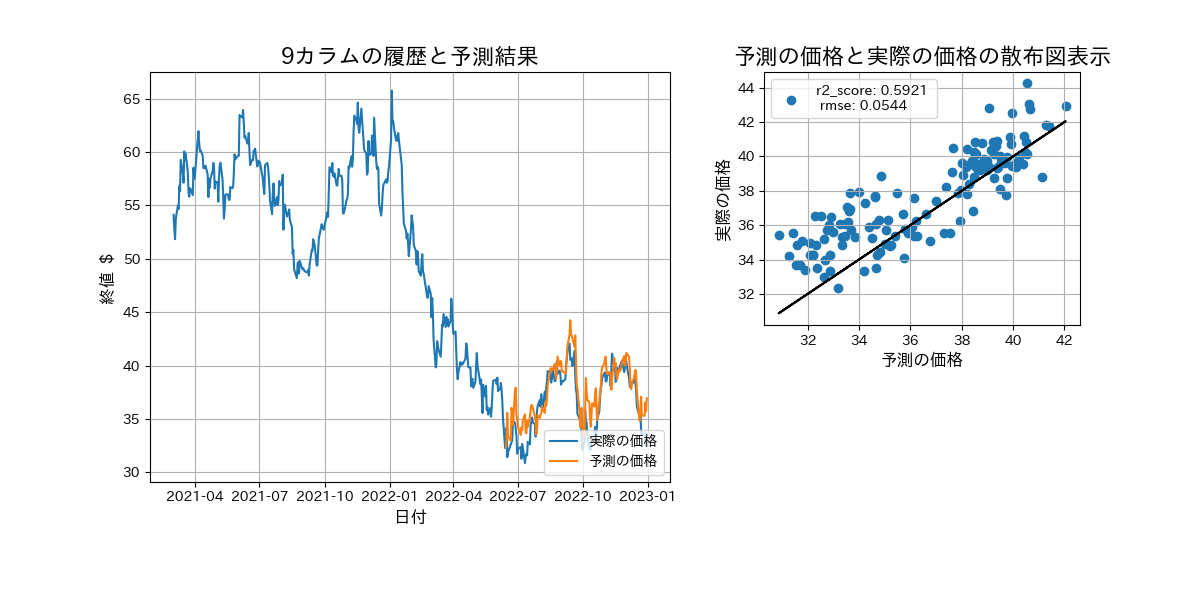 9カラムの履歴と予測結果
65
60
55
50
45
40
35
30
終値 $
実際の価格
予測の価格
2021-04 2021-07 2021-10 2022-01 2022-04 2022-07 2022-10 2023-01
日付
予測の価格と実際の価格の散布図表示
r2_score: 0.5921
rmse: 0.0544
44
42
40
38
36
34
32
実際の価格
32 34 36 38 40 42
予測の価格